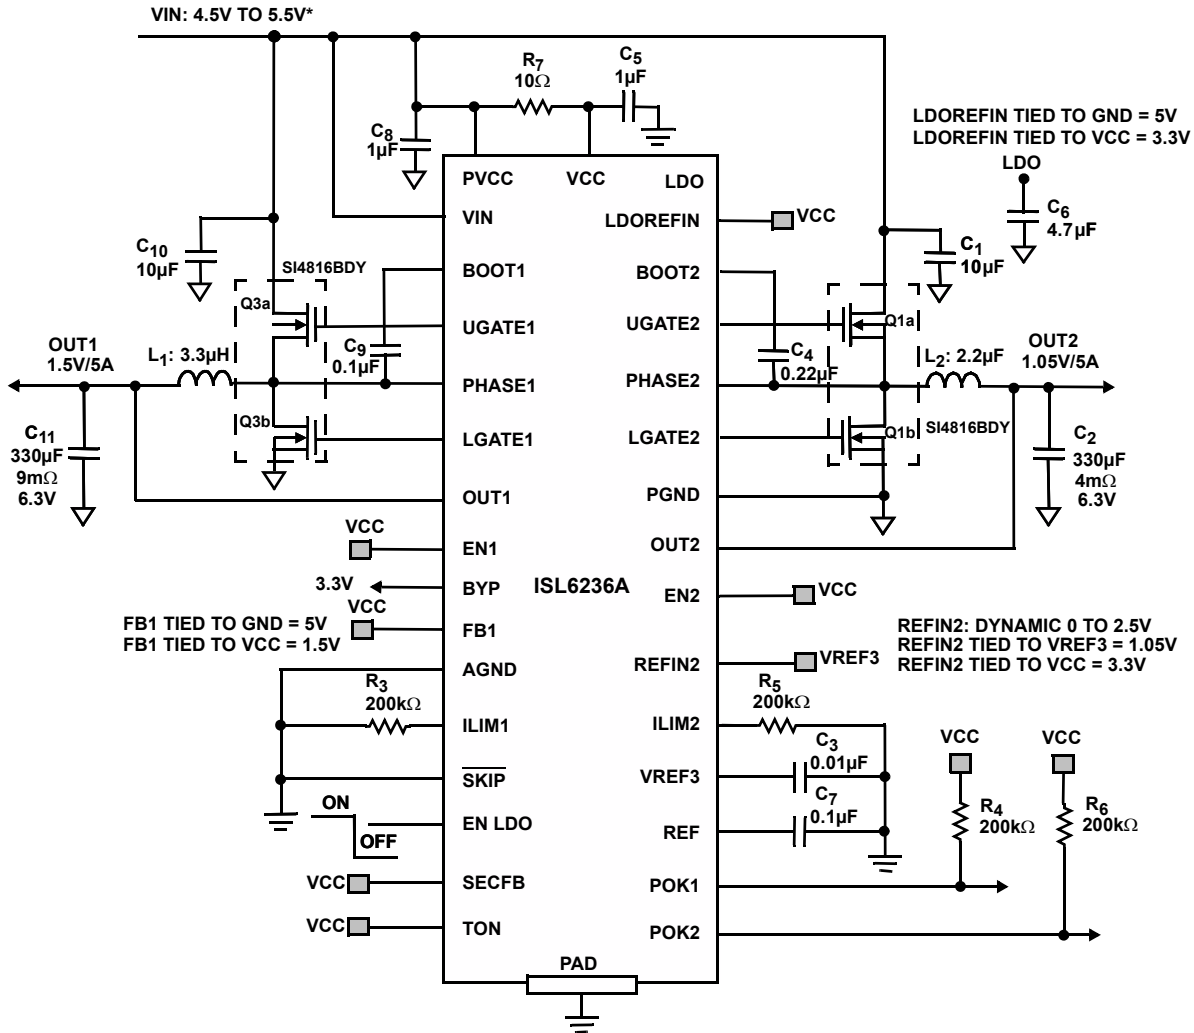 VIN: 4.5V TO 5.5V*
R7
10Ω
C5
1µF
C8
1µF
LDOREFIN TIED TO GND = 5V
LDOREFIN TIED TO VCC = 3.3V
LDO
C6
4.7µF
PVCC
VCC
LDO
VIN
LDOREFIN
VCC
C10
10µF
SI4816BDY
BOOT1
BOOT2
C1
10µF
Q3a
UGATE1
UGATE2
Q1a
OUT1
1.5V/5A
L1: 3.3µH
C9
0.1µF
PHASE1
PHASE2
C4
0.22µF
L2: 2.2µF
OUT2
1.05V/5A
Q3b
LGATE1
LGATE2
Q1b
SI4816BDY
C11
330µF
9mΩ
6.3V
C2
330µF
4mΩ
6.3V
OUT1
PGND
OUT2
VCC
EN1
3.3V
BYP
ISL6236A
EN2
VCC
VCC
FB1
FB1 TIED TO GND = 5V
FB1 TIED TO VCC = 1.5V
REFIN2: DYNAMIC 0 TO 2.5V
REFIN2 TIED TO VREF3 = 1.05V
REFIN2 TIED TO VCC = 3.3V
AGND
REFIN2
VREF3
R3
200kΩ
ILIM1
R5
200kΩ
ILIM2
SKIP
C3
0.01µF
VREF3
VCC
VCC
ON
OFF
EN LDO
C7
0.1µF
REF
R4
200kΩ
R6
200kΩ
VCC
SECFB
POK1
VCC
TON
POK2
PAD